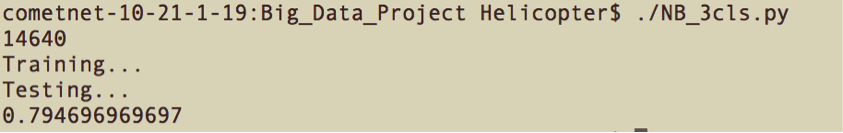 cometnet-10-21-1-19:Big_Data_Project Helicopter$ ./NB_3cls.py
14640
Training...
Testing...
0.794696969697